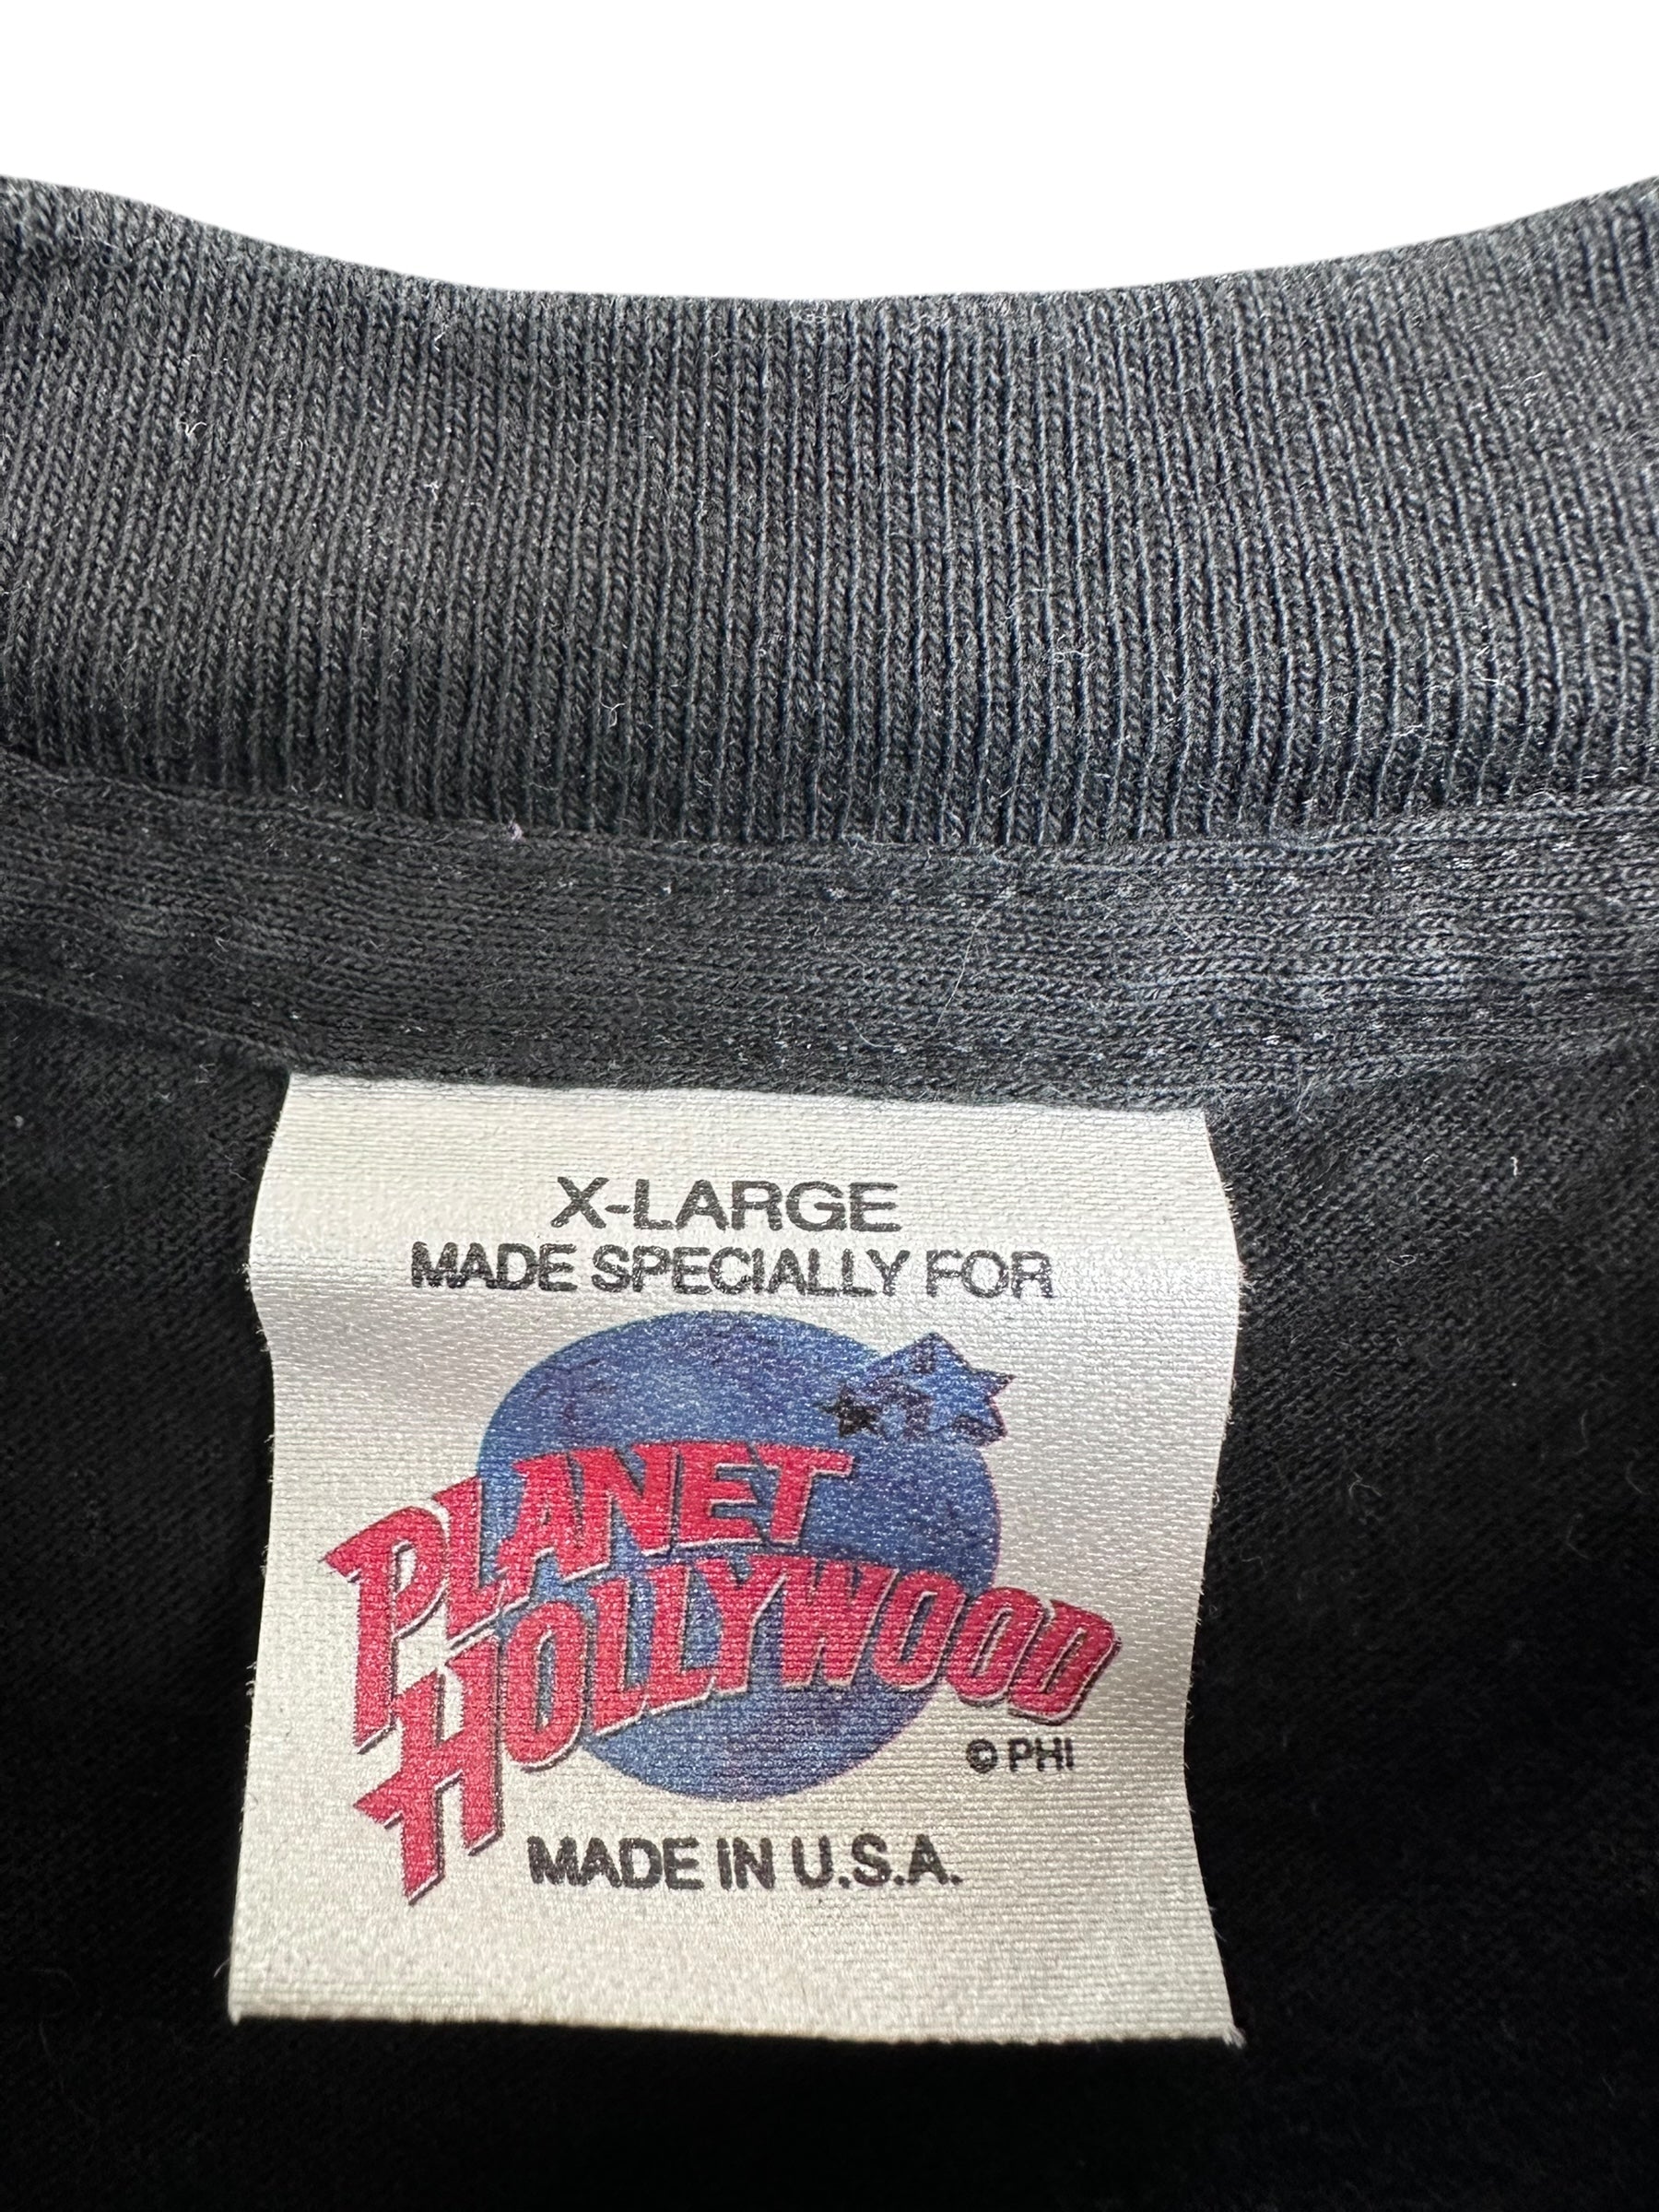 X-LARGE
MADE SPECIALLY FOR
PLANET
HOLLYWOOD
© PHI
MADE IN U.S.A.